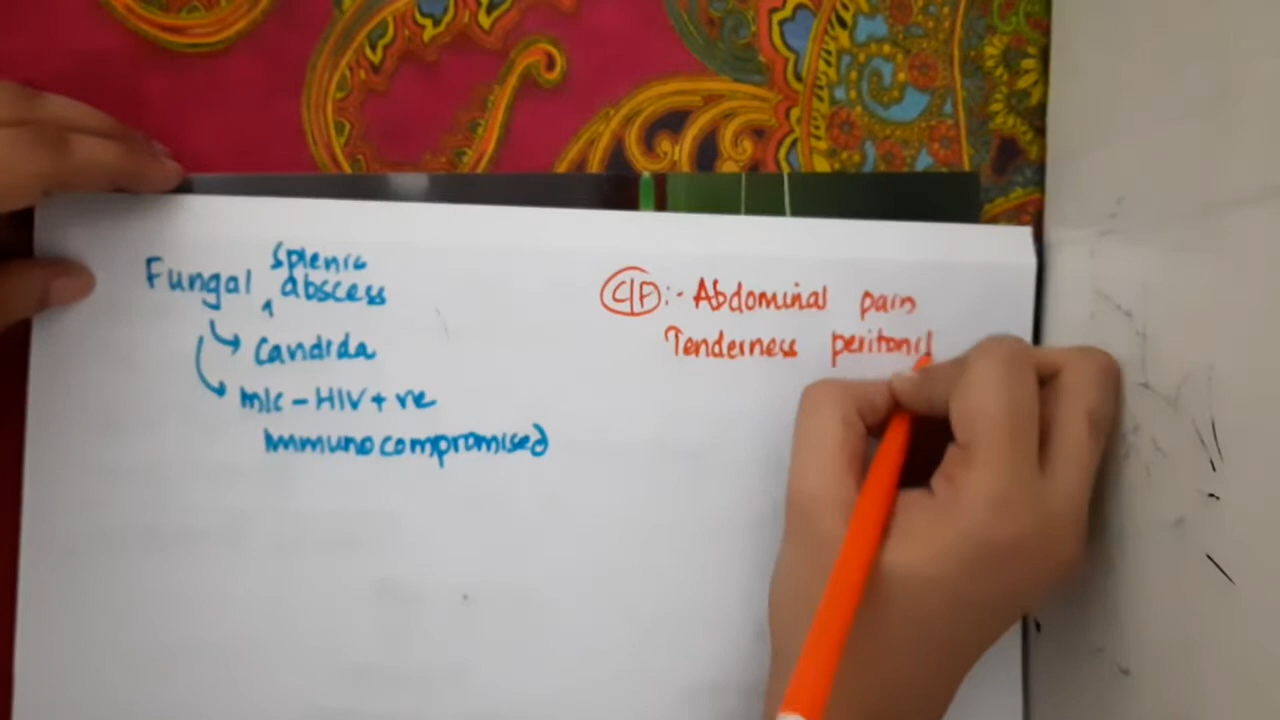 Fungal splenic abscess
Candida
m/c - HIV +ve
Immunocompromised
C/F :- Abdominal pain
Tenderness